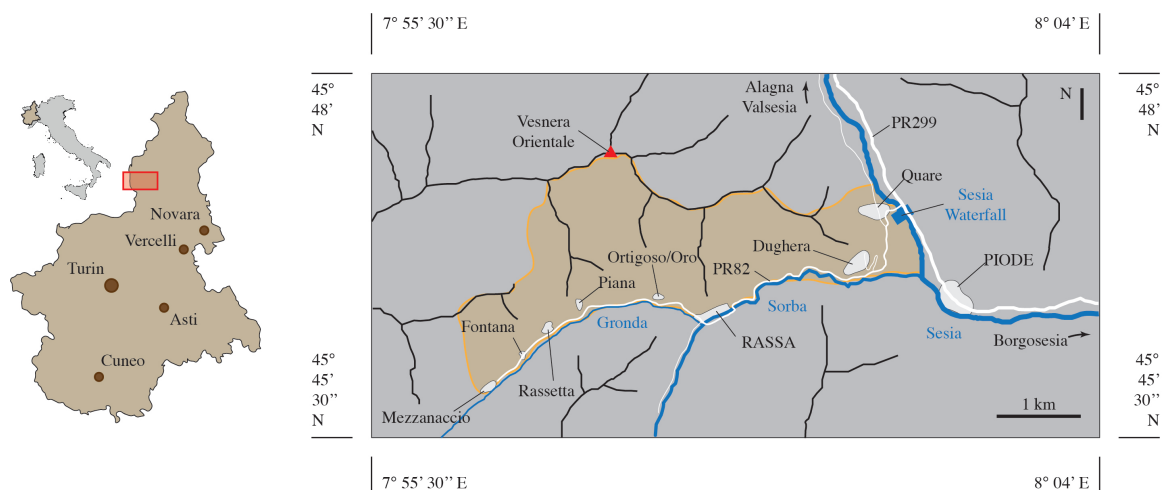 7° 55’ 30’’ E
8° 04’ E
45°
48’
N
45°
48’
N
Alagna
Valsesia
N
Vesnera
Orientale
PR299
Quare
Sesia
Waterfall
Novara
Vercelli
Turin
Asti
Cuneo
Dughera
Ortigoso/Oro
PR82
PIODE
Piana
Fontana
Gronda
Sorba
Sesia
RASSA
Borgosesia
Rassetta
Mezzanaccio
1 km
45°
45’
30’’
N
45°
45’
30’’
N
7° 55’ 30’’ E
8° 04’ E